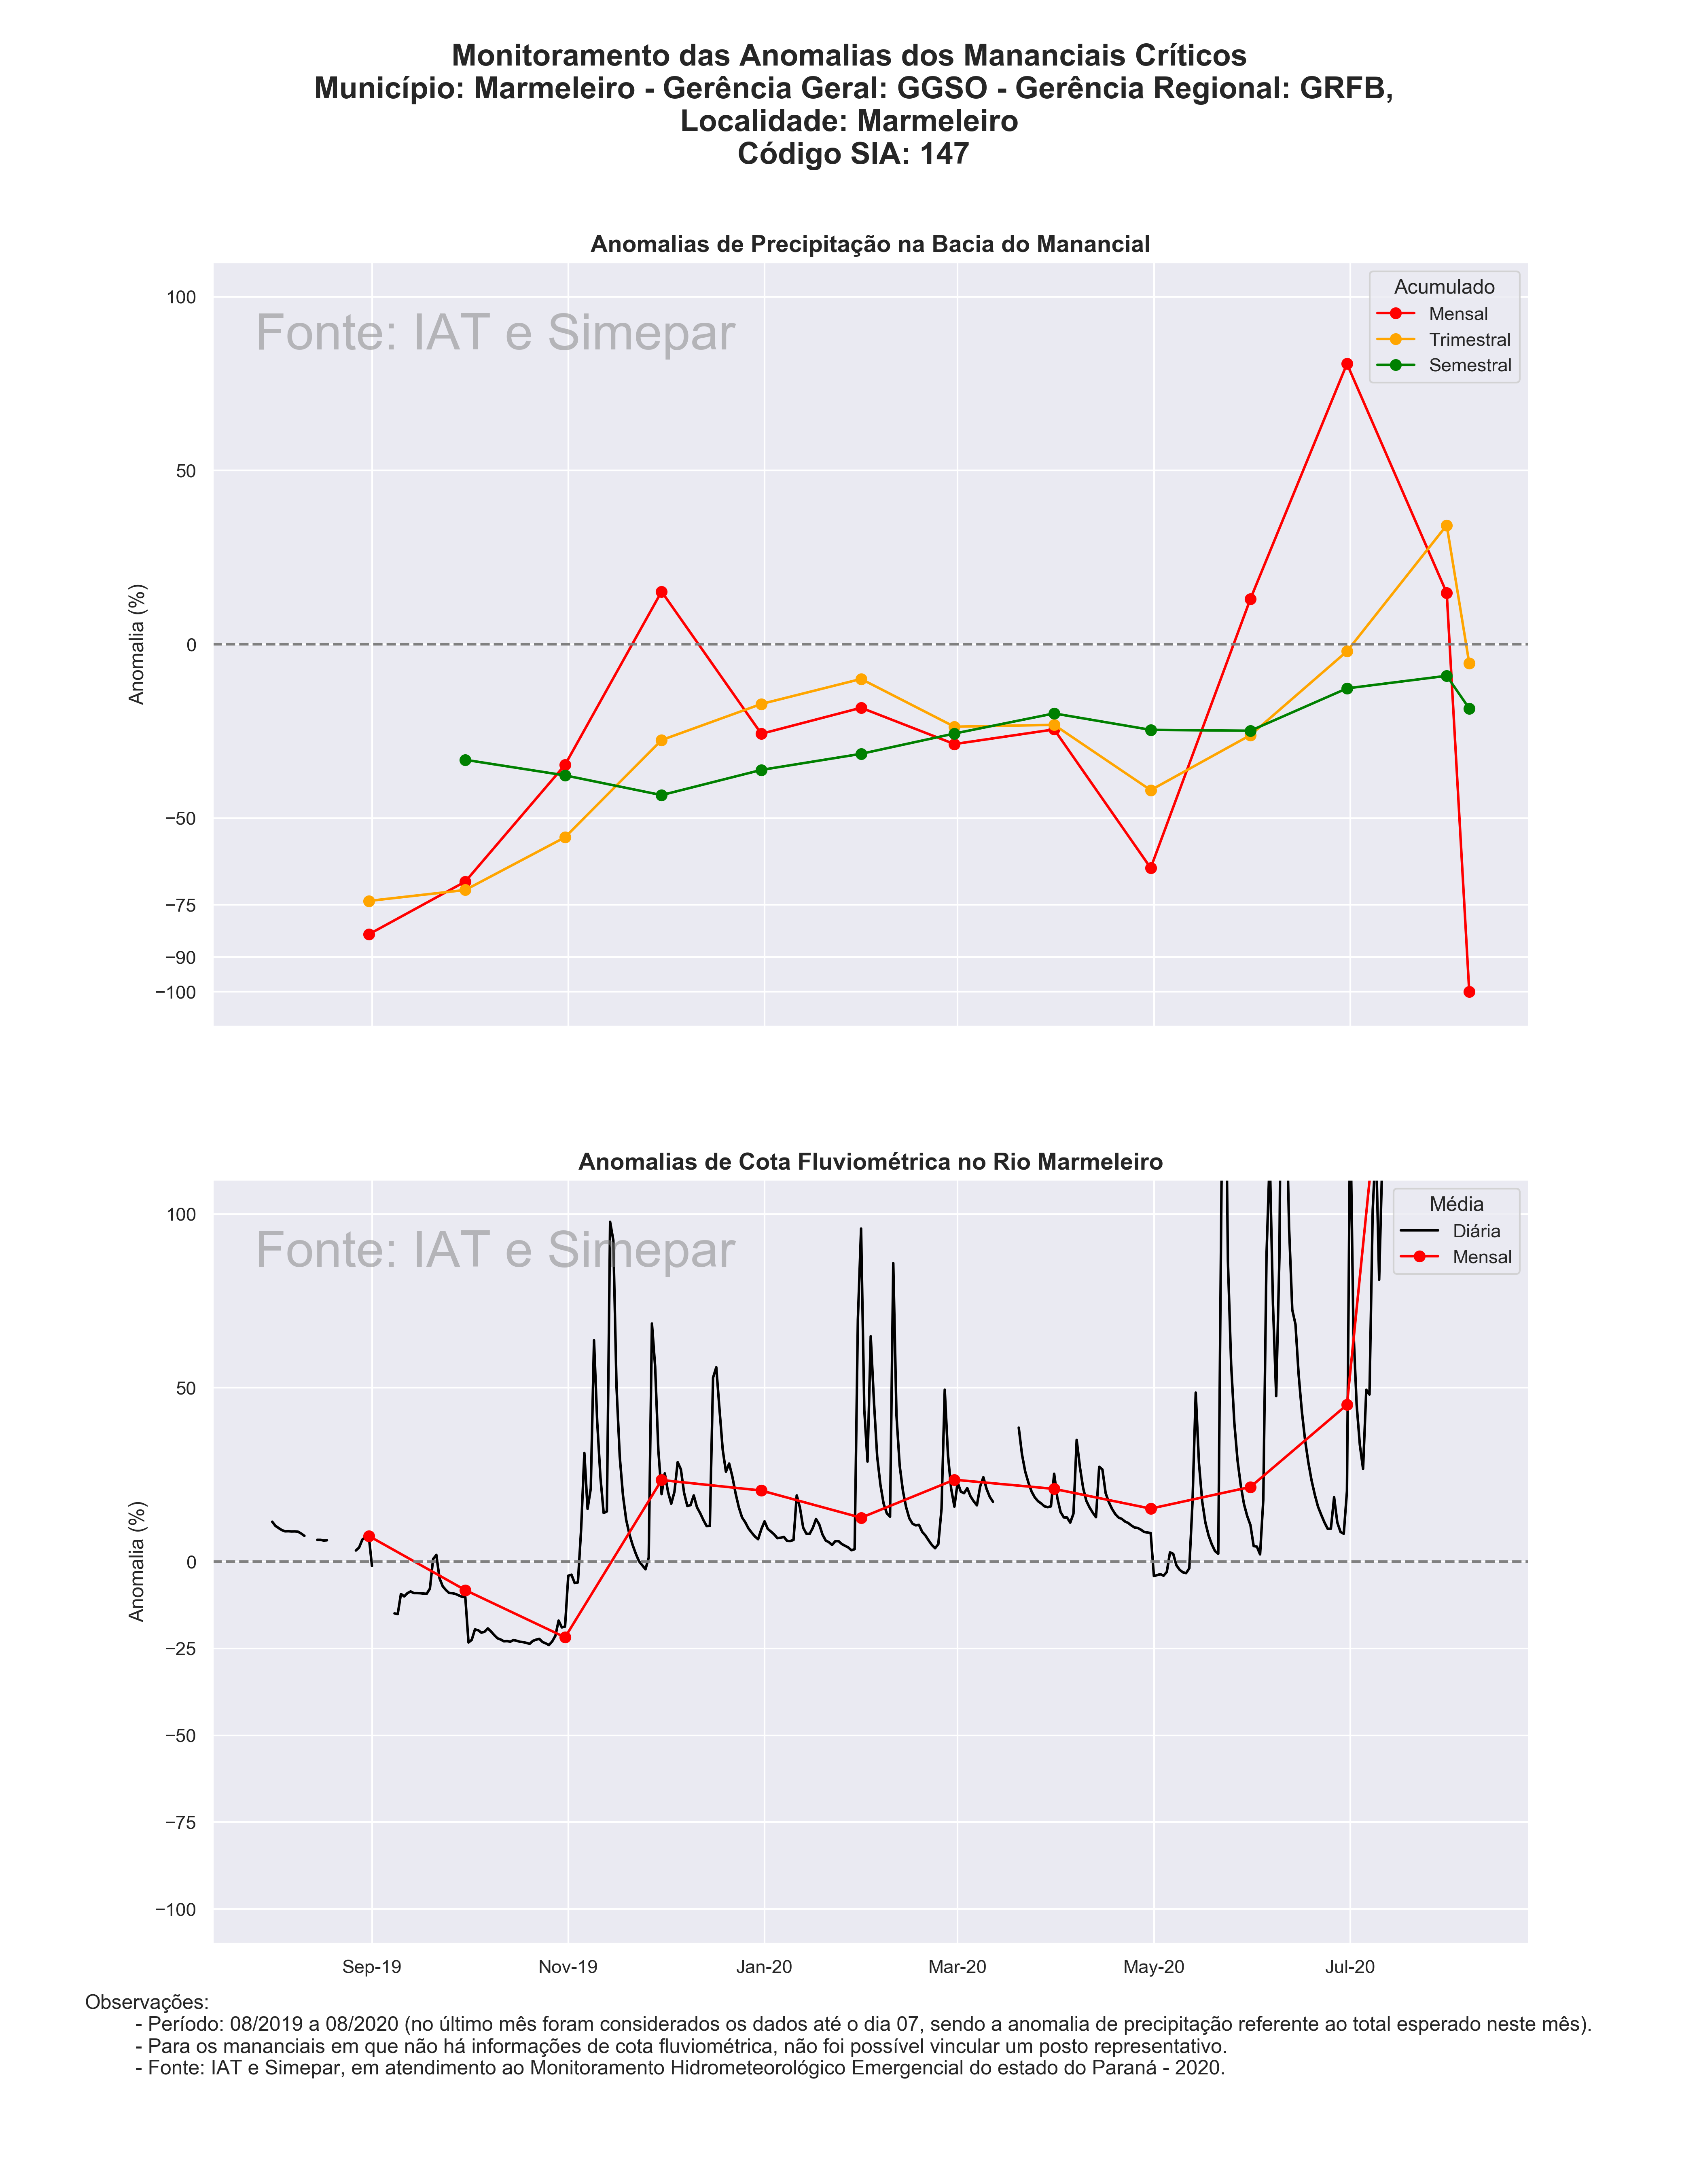 Monitoramento das Anomalias dos Mananciais Críticos
Município: Marmeleiro - Gerência Geral: GGSO - Gerência Regional: GRFB,
Localidade: Marmeleiro
Código SIA: 147
Anomalias de Precipitação na Bacia do Manancial
Fonte: IAT e Simepar
Acumulado
Mensal
Trimestral
Semestral
Anomalia (%)
100
50
0
−50
−75
−90
−100
Anomalias de Cota Fluviométrica no Rio Marmeleiro
Fonte: IAT e Simepar
Média
Diária
Mensal
Anomalia (%)
100
50
0
−25
−50
−75
−100
Sep-19 Nov-19 Jan-20 Mar-20 May-20 Jul-20
Observações:
- Período: 08/2019 a 08/2020 (no último mês foram considerados os dados até o dia 07, sendo a anomalia de precipitação referente ao total esperado neste mês).
- Para os mananciais em que não há informações de cota fluviométrica, não foi possível vincular um posto representativo.
- Fonte: IAT e Simepar, em atendimento ao Monitoramento Hidrometeorológico Emergencial do estado do Paraná - 2020.